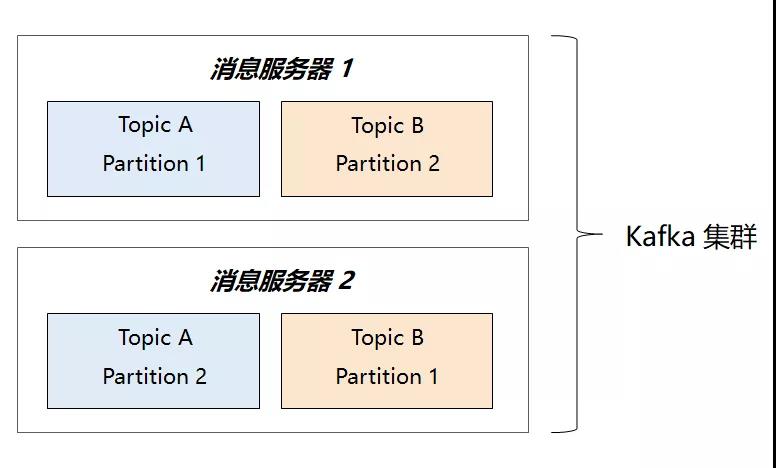 消息服务器 1
Topic A
Partition 1
Topic B
Partition 2
Kafka 集群
消息服务器 2
Topic A
Partition 2
Topic B
Partition 1